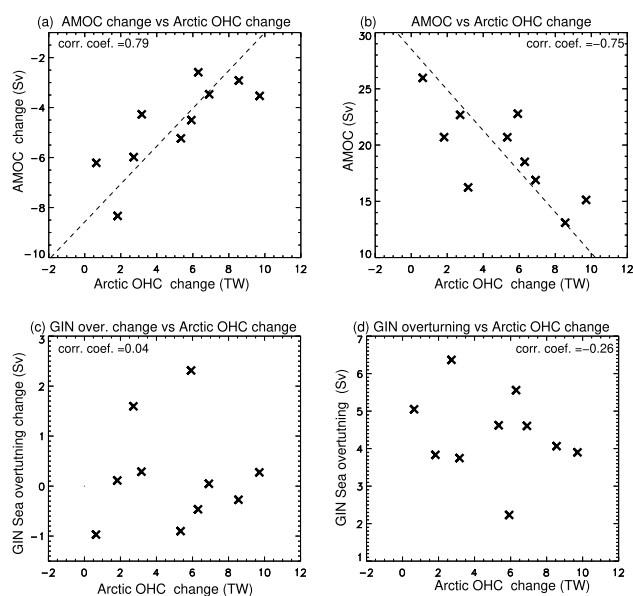 (a) AMOC change vs Arctic OHC change
corr. coef. =0.79
-2
-4
-6
-8
-10
AMOC change (Sv)
-2 0 2 4 6 8 10 12
Arctic OHC change (TW)
(b) AMOC vs Arctic OHC change
corr. coef. =-0.75
30
25
20
15
10
AMOC (Sv)
-2 0 2 4 6 8 10 12
Arctic OHC change (TW)
(c) GIN over. change vs Arctic OHC change
corr. coef. =0.04
3
2
1
0
-1
GIN Sea overtutning change (Sv)
-2 0 2 4 6 8 10 12
Arctic OHC change (TW)
(d) GIN overturning vs Arctic OHC change
corr. coef. =-0.26
7
6
5
4
3
2
1
GIN Sea overtutning (Sv)
-2 0 2 4 6 8 10 12
Arctic OHC change (TW)